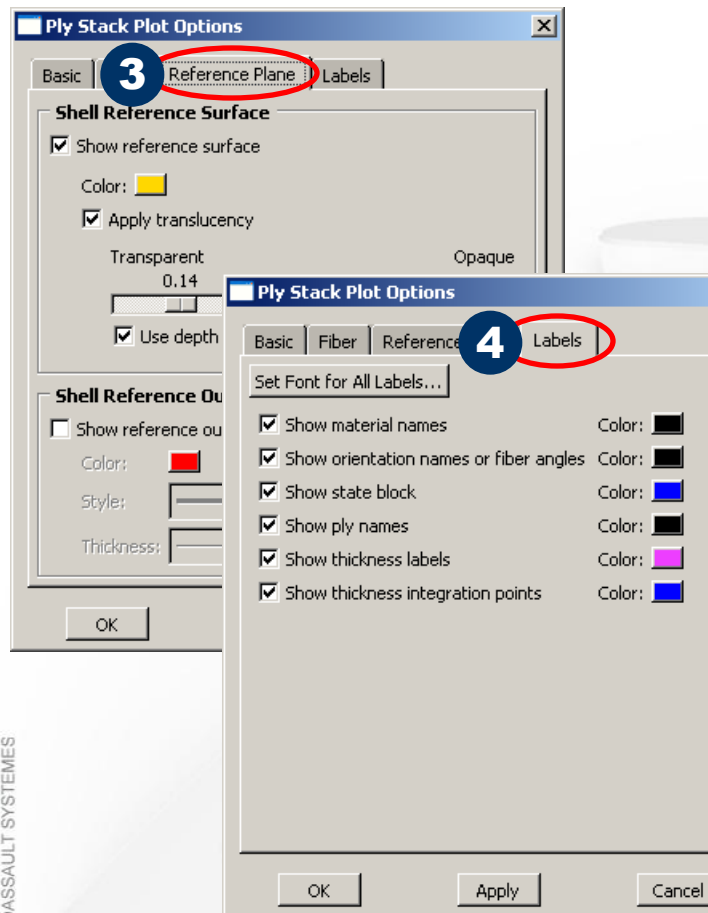 Ply Stack Plot Options
Basic
3
Reference Plane
Labels
Shell Reference Surface
Show reference surface
Color:
Apply translucency
Transparent
Opaque
0.14
Use depth
Shell Reference Ou
Show reference ou
Color:
Style:
Thickness:
OK
Ply Stack Plot Options
Basic
Fiber
Reference
4
Labels
Set Font for All Labels...
Show material names Color:
Show orientation names or fiber angles Color:
Show state block Color:
Show ply names Color:
Show thickness labels Color:
Show thickness integration points Color:
OK
Apply
Cancel
DASSAULT SYSTEMES